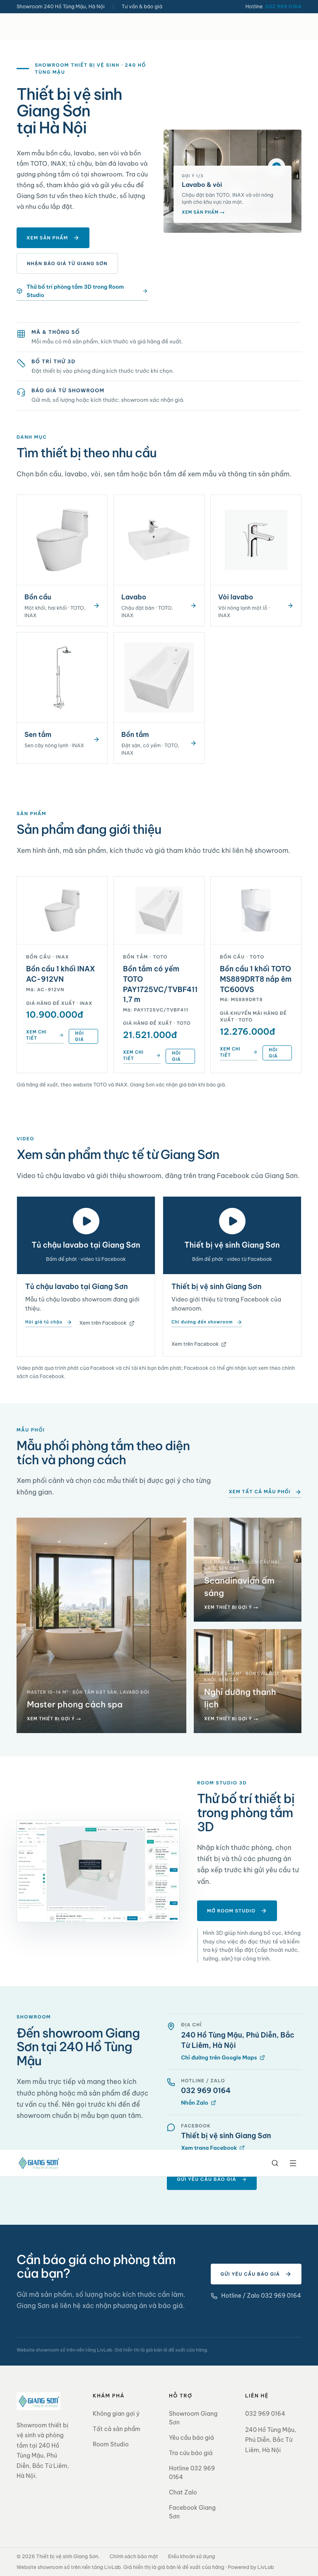 Showroom 240 Hồ Tùng Mậu, Hà Nội
Tư vấn & báo giá
Hotline 032 969 0164
SHOWROOM THIẾT BỊ VỆ SINH · 240 HỒ
TÙNG MẬU
Thiết bị vệ sinh
Giang Sơn
tại Hà Nội
Xem mẫu bồn cầu, lavabo, sen vòi và bồn
tắm TOTO, INAX; tủ chậu, bàn đá lavabo và
gương phòng tắm có tại showroom. Tra cứu
thông số, tham khảo giá và gửi yêu cầu để
Giang Sơn tư vấn theo kích thước, số lượng
và nhu cầu lắp đặt.
XEM SẢN PHẨM →
NHẬN BÁO GIÁ TỪ GIANG SƠN
Thử bố trí phòng tắm 3D trong Room
Studio
GỢI Ý 1/3
Lavabo & vòi
Chậu đặt bàn TOTO, INAX và vòi nóng
lạnh cho khu vực rửa mặt.
XEM SẢN PHẨM →
MÃ & THÔNG SỐ
Mỗi mẫu có mã sản phẩm, kích thước và giá hãng đề xuất.
BỐ TRÍ THỬ 3D
Đặt thiết bị vào phòng đúng kích thước trước khi chọn.
BÁO GIÁ TỪ SHOWROOM
Gửi mã, số lượng hoặc kích thước; showroom xác nhận giá.
DANH MỤC
Tìm thiết bị theo nhu cầu
Chọn bồn cầu, lavabo, vòi, sen tắm hoặc bồn tắm để xem mẫu và thông tin sản phẩm.
Bồn cầu
Một khối, hai khối · TOTO,
INAX
Lavabo
Chậu đặt bàn · TOTO,
INAX
Vòi lavabo
Vòi nóng lạnh một lỗ ·
INAX
Sen tắm
Sen cây nóng lạnh · INAX
Bồn tắm
Đặt sàn, có yếm · TOTO,
INAX
SẢN PHẨM
Sản phẩm đang giới thiệu
Xem hình ảnh, mã sản phẩm, kích thước và giá tham khảo trước khi liên hệ showroom.
BỒN CẦU · INAX
Bồn cầu 1 khối INAX
AC-912VN
Mã: AC-912VN
GIÁ HÃNG ĐỀ XUẤT · INAX
10.900.000đ
XEM CHI
TIẾT
HỎI
GIÁ
BỒN TẮM · TOTO
Bồn tắm có yếm
TOTO
PAY1725VC/TVBF411
1,7 m
Mã: PAY1725VC/TVBF411
GIÁ HÃNG ĐỀ XUẤT · TOTO
21.521.000đ
XEM CHI
TIẾT
HỎI
GIÁ
BỒN CẦU · TOTO
Bồn cầu 1 khối TOTO
MS889DRT8 nắp êm
TC600VS
Mã: MS889DRT8
GIÁ KHUYẾN MÃI HÃNG ĐỀ
XUẤT · TOTO
12.276.000đ
XEM CHI
TIẾT
HỎI
GIÁ
Giá hãng đề xuất, theo website TOTO và INAX. Giang Sơn xác nhận giá bán khi báo giá.
VIDEO
Xem sản phẩm thực tế từ Giang Sơn
Video tủ chậu lavabo và giới thiệu showroom, đăng trên trang Facebook của Giang Sơn.
Tủ chậu lavabo tại Giang Sơn
Bấm để phát · video từ Facebook
Tủ chậu lavabo tại Giang Sơn
Mẫu tủ chậu lavabo showroom đang giới
thiệu.
Hỏi giá tủ chậu →
Xem trên Facebook
Thiết bị vệ sinh Giang Sơn
Bấm để phát · video từ Facebook
Thiết bị vệ sinh Giang Sơn
Video giới thiệu từ trang Facebook của
showroom.
Chỉ đường đến showroom →
Xem trên Facebook
Video phát qua trình phát của Facebook và chỉ tải khi bạn bấm phát; Facebook có thể ghi nhận lượt xem theo chính
sách của Facebook.
MẪU PHỐI
Mẫu phối phòng tắm theo diện
tích và phong cách
Xem phối cảnh và chọn các mẫu thiết bị được gợi ý cho từng
không gian.
XEM TẤT CẢ MẪU PHỐI →
MASTER 10–14 M² · BỒN TẮM ĐẶT SÀN, LAVABO ĐÔI
Master phong cách spa
XEM THIẾT BỊ GỢI Ý →
Scandinavian ấm
sáng
XEM THIẾT BỊ GỢI Ý →
Nghỉ dưỡng thanh
lịch
XEM THIẾT BỊ GỢI Ý →
ROOM STUDIO 3D
Thử bố trí thiết bị
trong phòng tắm
3D
Nhập kích thước phòng, chọn
thiết bị và thử các phương án
sắp xếp trước khi gửi yêu cầu tư
vấn.
MỞ ROOM STUDIO →
Hình 3D giúp hình dung bố cục, không
thay cho việc đo đạc thực tế và kiểm
tra kỹ thuật lắp đặt (cấp thoát nước,
tường, sàn) tại công trình.
SHOWROOM
Đến showroom Giang
Sơn tại 240 Hồ Tùng
Mậu
Xem mẫu trực tiếp và mang theo kích
thước phòng hoặc mã sản phẩm để được
tư vấn cụ thể. Nên gọi trước khi đến để
showroom chuẩn bị mẫu bạn quan tâm.
ĐỊA CHỈ
240 Hồ Tùng Mậu, Phú Diễn, Bắc
Từ Liêm, Hà Nội
Chỉ đường trên Google Maps
HOTLINE / ZALO
032 969 0164
Nhắn Zalo
FACEBOOK
Thiết bị vệ sinh Giang Sơn
Xem trang Facebook
GIANG SƠN
GỬI YÊU CẦU BÁO GIÁ →
Cần báo giá cho phòng tắm
của bạn?
Gửi mã sản phẩm, số lượng hoặc kích thước cần làm.
Giang Sơn sẽ liên hệ xác nhận phương án và báo giá.
GỬI YÊU CẦU BÁO GIÁ →
Hotline / Zalo 032 969 0164
Website showroom số trên nền tảng LivLab. Giá hiển thị là giá bán lẻ đề xuất của hãng.
GIANG SƠN
Showroom thiết bị
vệ sinh và phòng
tắm tại 240 Hồ
Tùng Mậu, Phú
Diễn, Bắc Từ Liêm,
Hà Nội.
KHÁM PHÁ
Không gian gợi ý
Tất cả sản phẩm
Room Studio
HỖ TRỢ
Showroom Giang
Sơn
Yêu cầu báo giá
Tra cứu báo giá
Hotline 032 969
0164
Chat Zalo
Facebook Giang
Sơn
LIÊN HỆ
032 969 0164
240 Hồ Tùng Mậu,
Phú Diễn, Bắc Từ
Liêm, Hà Nội
© 2026 Thiết bị vệ sinh Giang Sơn.
Chính sách bảo mật
Điều khoản sử dụng
Website showroom số trên nền tảng LivLab. Giá hiển thị là giá bán lẻ đề xuất của hãng · Powered by LivLab